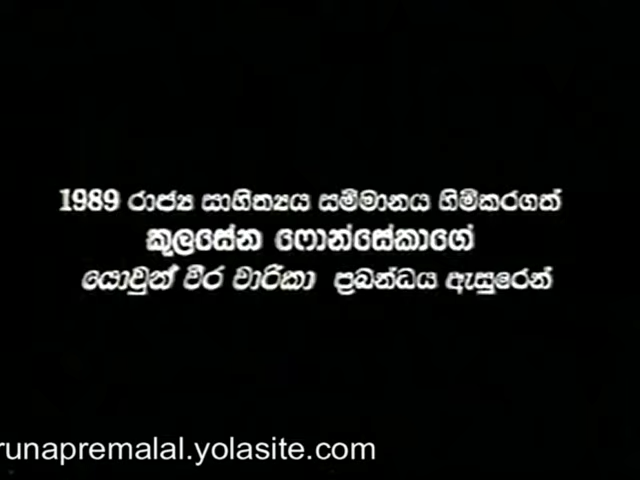 1989 රාජ්‍ය සාහිත්‍යය සම්මානය හිමිකරගත්
කුලසේන ෆොන්සේකාගේ
යොවුන් වීර චාරිකා ප්‍රබන්ධය ඇසුරෙන්
runapremalal.yolasite.com